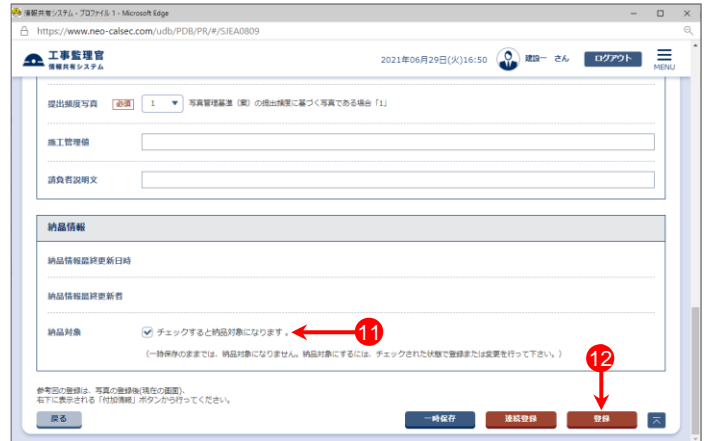 情報共有システム - プロファイル 1 - Microsoft Edge
https://www.neo-calsec.com/udb/PDB/PR/#/SJEA0809
工事監理官
情報共有システム
2021年06月29日(火)16:50 建設一 さん ログアウト MENU
提出頻度写真 必須 1 写真管理基準（案）の提出頻度に基づく写真である場合「1」
施工管理値
請負者説明文
納品情報
納品情報最終更新日時
納品情報最終更新者
納品対象 チェックすると納品対象になります。 11
（一時保存のままでは、納品対象になりません。納品対象にするには、チェックされた状態で登録または変更を行って下さい。）
12
参考図の登録は、写真の登録後(現在の画面)、
右下に表示される「付加情報」ボタンから行ってください。
戻る 一時保存 連続登録 登録